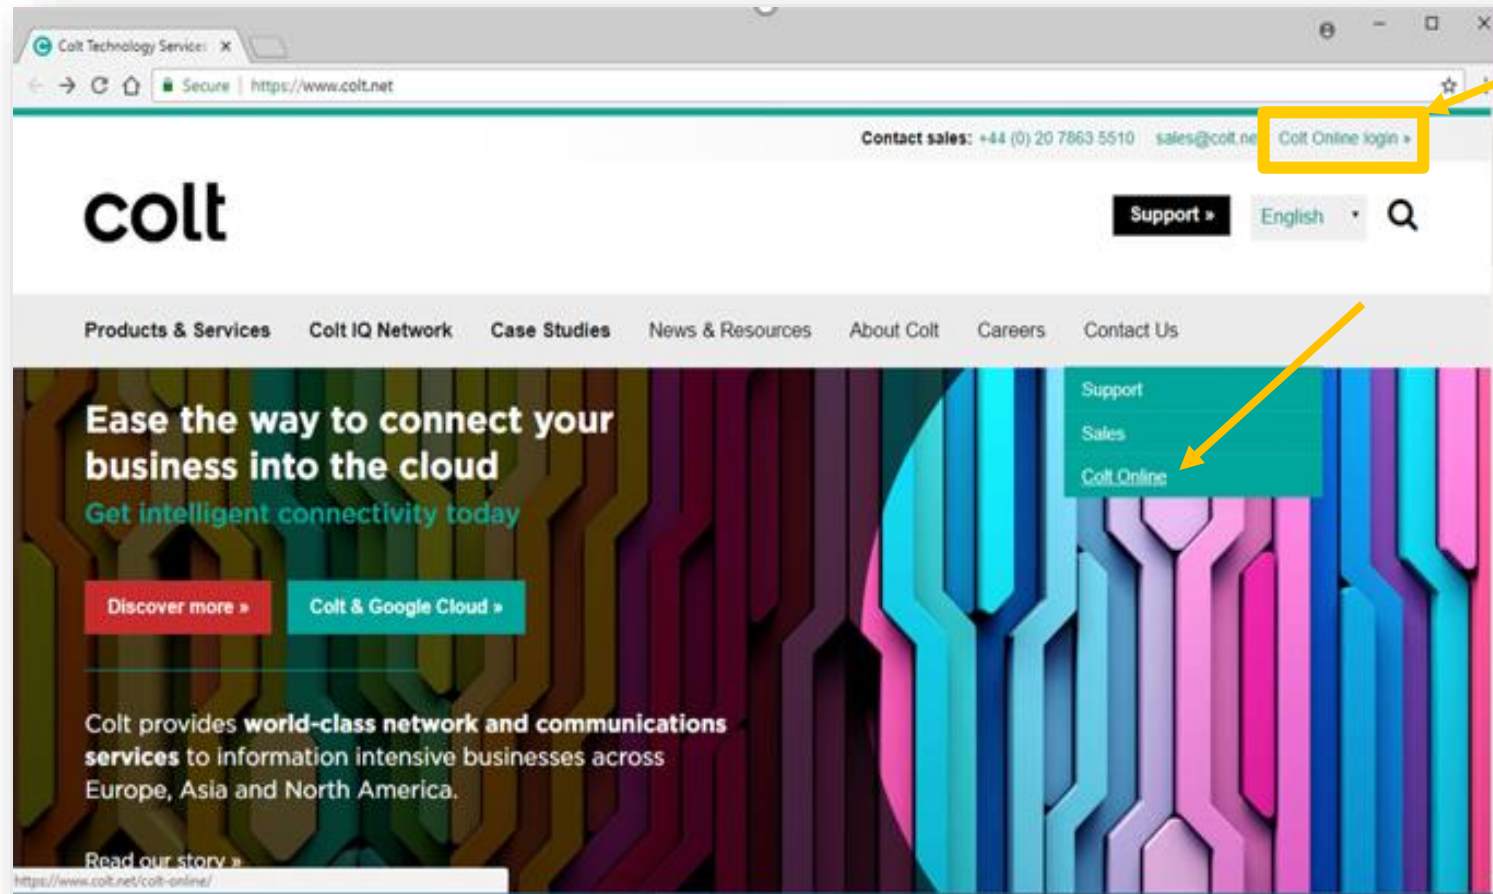 Colt Technology Services
Secure | https://www.colt.net
Contact sales: +44 (0) 20 7863 5510 sales@colt.ne Colt Online login »
colt
Support » English
Products & Services Colt IQ Network Case Studies News & Resources About Colt Careers Contact Us
Support
Sales
Colt Online
Ease the way to connect your
business into the cloud
Get intelligent connectivity today
Discover more » Colt & Google Cloud »
Colt provides world-class network and communications
services to information intensive businesses across
Europe, Asia and North America.
Read our story »
https://www.colt.net/colt-online/